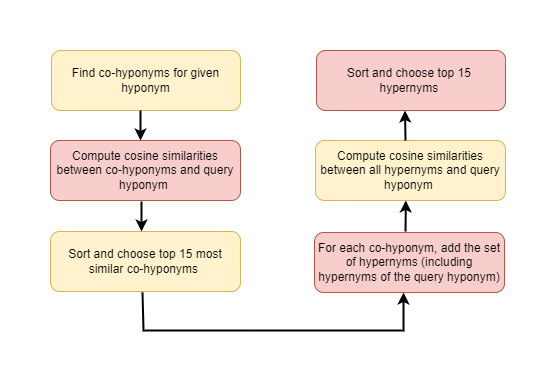 Find co-hyponyms for given
hyponym
Compute cosine similarities
between co-hyponyms and query
hyponym
Sort and choose top 15 most
similar co-hyponyms
For each co-hyponym, add the set
of hypernyms (including
hypernyms of the query hyponym)
Compute cosine similarities
between all hypernyms and query
hyponym
Sort and choose top 15
hypernyms